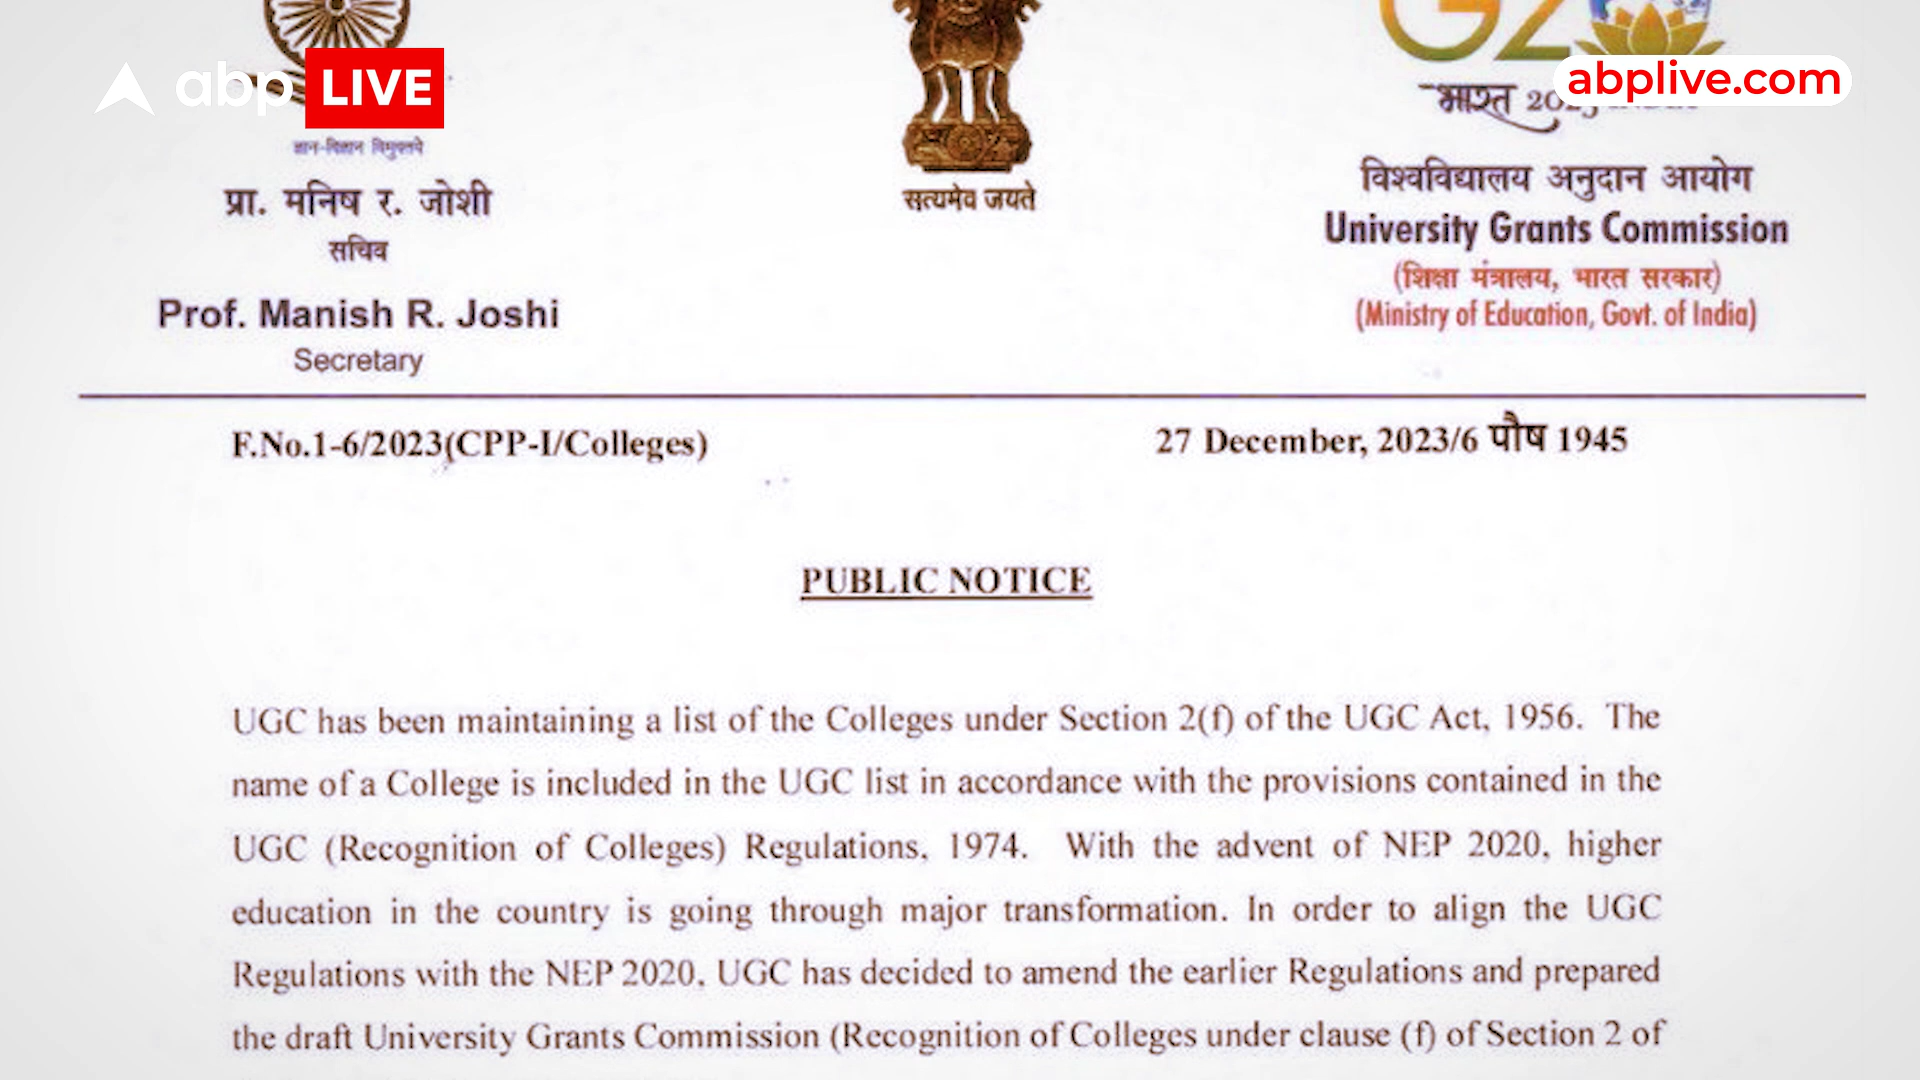 G20
abp LIVE
abplive.com
भारत
ज्ञान-विज्ञान विमुक्तये
प्रा. मनिष र. जोशी
सचिव
Prof. Manish R. Joshi
Secretary
सत्यमेव जयते
विश्वविद्यालय अनुदान आयोग
University Grants Commission
(शिक्षा मंत्रालय, भारत सरकार)
(Ministry of Education, Govt. of India)
F.No.1-6/2023(CPP-I/Colleges)
27 December, 2023/6 पौष 1945
PUBLIC NOTICE
UGC has been maintaining a list of the Colleges under Section 2(f) of the UGC Act, 1956. The
name of a College is included in the UGC list in accordance with the provisions contained in the
UGC (Recognition of Colleges) Regulations, 1974. With the advent of NEP 2020, higher
education in the country is going through major transformation. In order to align the UGC
Regulations with the NEP 2020, UGC has decided to amend the earlier Regulations and prepared
the draft University Grants Commission (Recognition of Colleges under clause (f) of Section 2 of